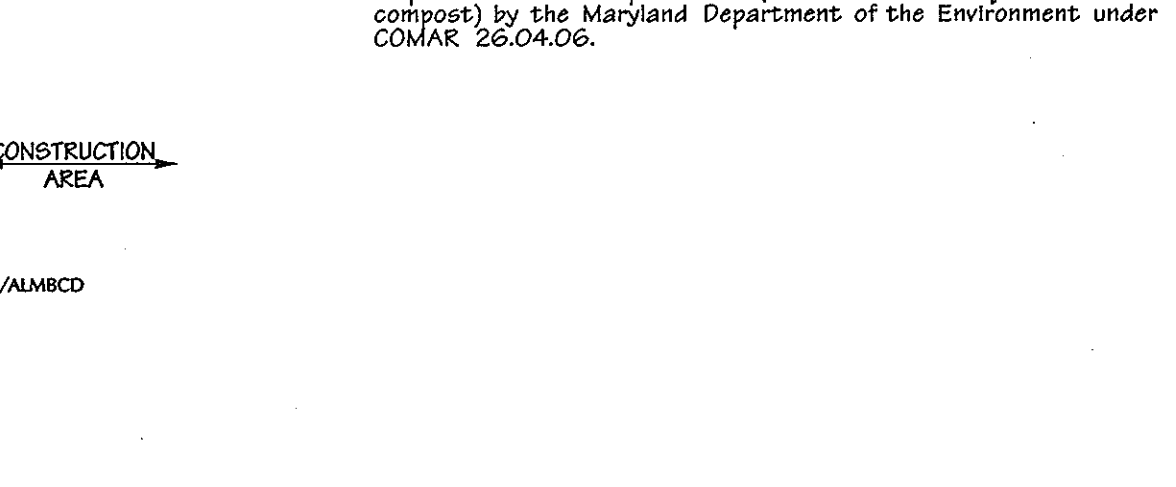 compost) by the Maryland Department of the Environment under
COMAR 26.04.06.
CONSTRUCTION
AREA
/ALMBCD